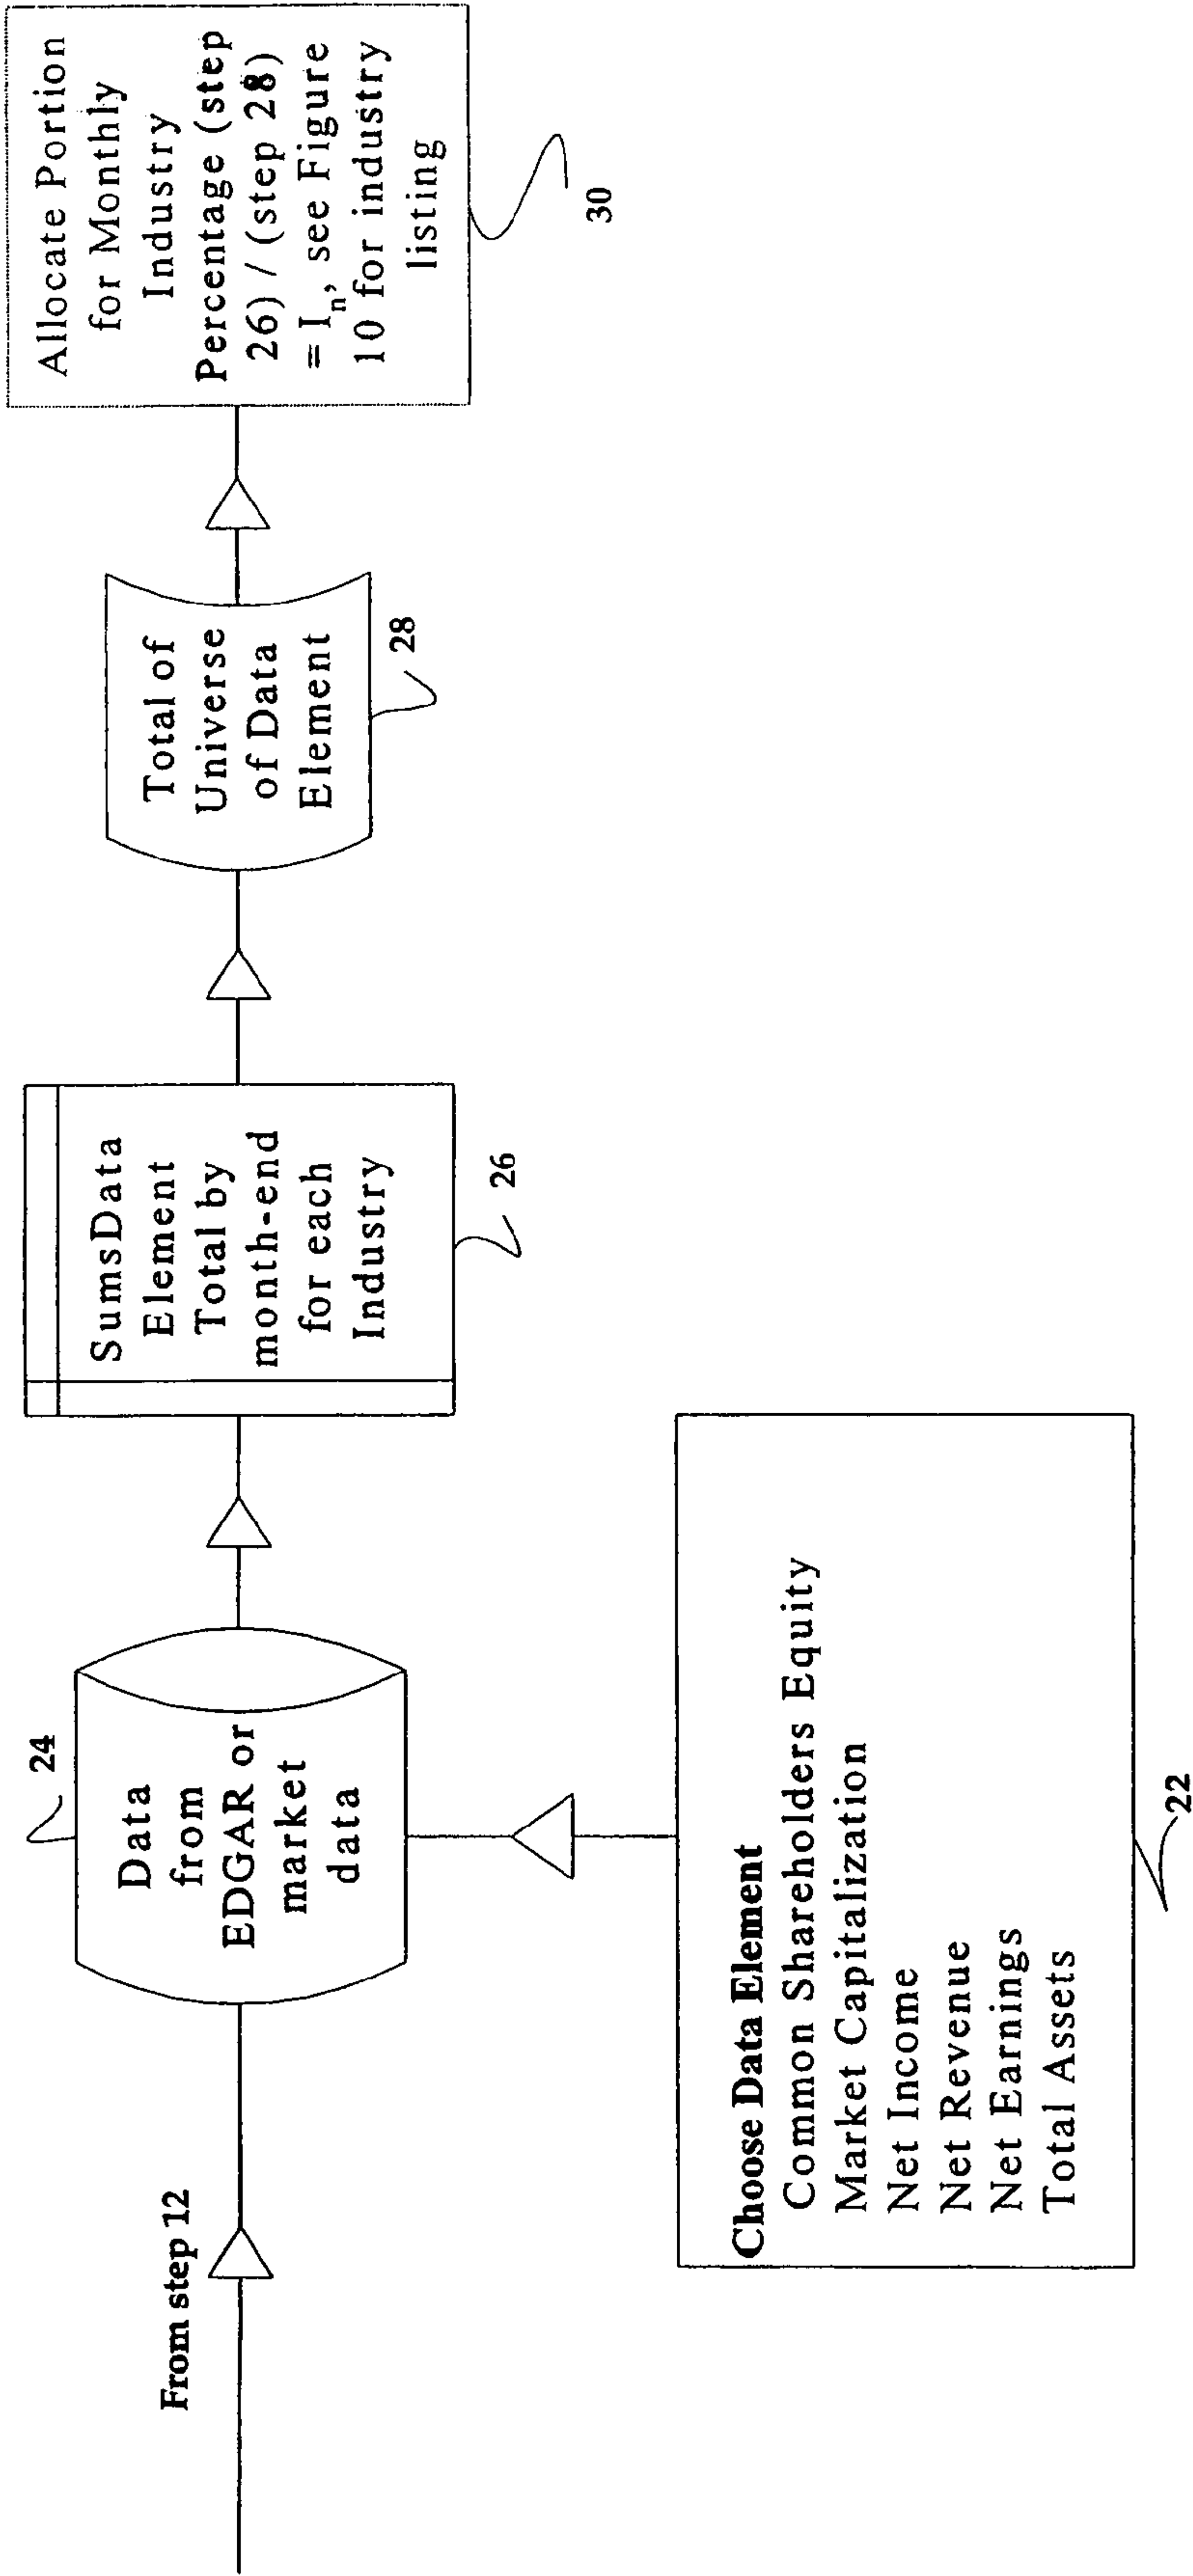 From step 12
24
Data
from
EDGAR or
market
data
Choose Data Element
Common Shareholders Equity
Market Capitalization
Net Income
Net Revenue
Net Earnings
Total Assets
22
SumsData
Element
Total by
month-end
for each
Industry
26
Total of
Universe
of Data
Element
28
Allocate Portion
for Monthly
Industry
Percentage (step
26) / (step 28)
= Iₙ, see Figure
10 for industry
listing
30